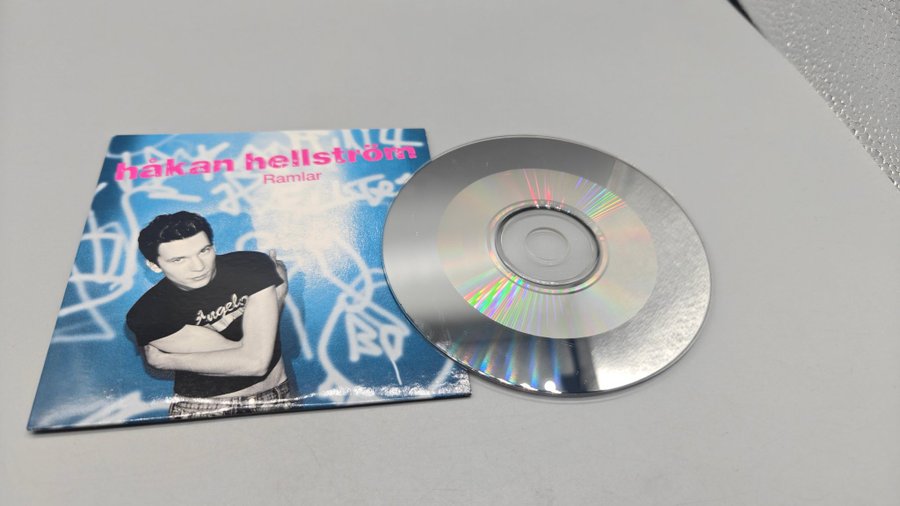 håkan hellström
Ramlar
Angelo